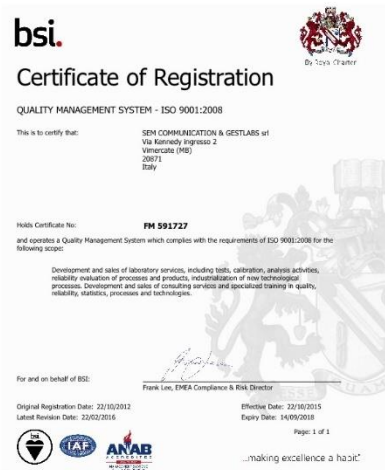 bsi.
By Royal Charter
Certificate of Registration
QUALITY MANAGEMENT SYSTEM - ISO 9001:2008
This is to certify that:
SEM COMMUNICATION & GESTLABS srl
Via Kennedy ingresso 2
Vimercate (MB)
20871
Italy
Holds Certificate No:
FM 591727
and operates a Quality Management System which complies with the requirements of ISO 9001:2008 for the
following scope:
Development and sales of laboratory services, including tests, calibration, analysis activities,
reliability evaluation of processes and products, industrialization of new technological
processes. Development and sales of consulting services and specialized training in quality,
reliability, statistics, processes and technologies.
For and on behalf of BSI:
Frank Lee, EMEA Compliance & Risk Director
Original Registration Date: 22/10/2012
Effective Date: 22/10/2015
Latest Revision Date: 22/02/2016
Expiry Date: 14/09/2018
Page: 1 of 1
bsi
IAF
ANAB
ACCREDITED
...making excellence a habit.